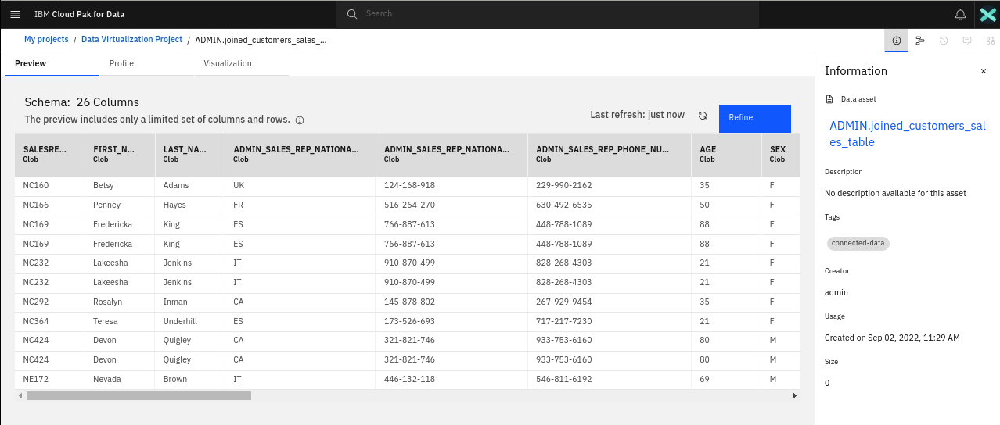 IBM Cloud Pak for Data
Search
My projects / Data Virtualization Project / ADMIN.joined_customers_sales_...
Preview Profile Visualization
Schema: 26 Columns
The preview includes only a limited set of columns and rows.
Last refresh: just now
Refine
SALESRE... FIRST_N... LAST_NA... ADMIN_SALES_REP_NATIONA... ADMIN_SALES_REP_NATIONA... ADMIN_SALES_REP_PHONE_NU... AGE SEX
Clob Clob Clob Clob Clob Clob Clob Clob
NC160 Betsy Adams UK 124-168-918 229-990-2162 35 F
NC166 Penney Hayes FR 516-264-270 630-492-6535 50 F
NC169 Fredericka King ES 766-887-613 448-788-1089 88 F
NC169 Fredericka King ES 766-887-613 448-788-1089 88 F
NC232 Lakeesha Jenkins IT 910-870-499 828-268-4303 21 F
NC232 Lakeesha Jenkins IT 910-870-499 828-268-4303 21 F
NC292 Rosalyn Inman CA 145-878-802 267-929-9454 35 F
NC364 Teresa Underhill ES 173-526-693 717-217-7230 21 F
NC424 Devon Quigley CA 321-821-746 933-753-6160 80 M
NC424 Devon Quigley CA 321-821-746 933-753-6160 80 M
NE172 Nevada Brown IT 446-132-118 546-811-6192 69 M
Information
Data asset
ADMIN.joined_customers_sal
es_table
Description
No description available for this asset
Tags
connected-data
Creator
admin
Usage
Created on Sep 02, 2022, 11:29 AM
Size
0